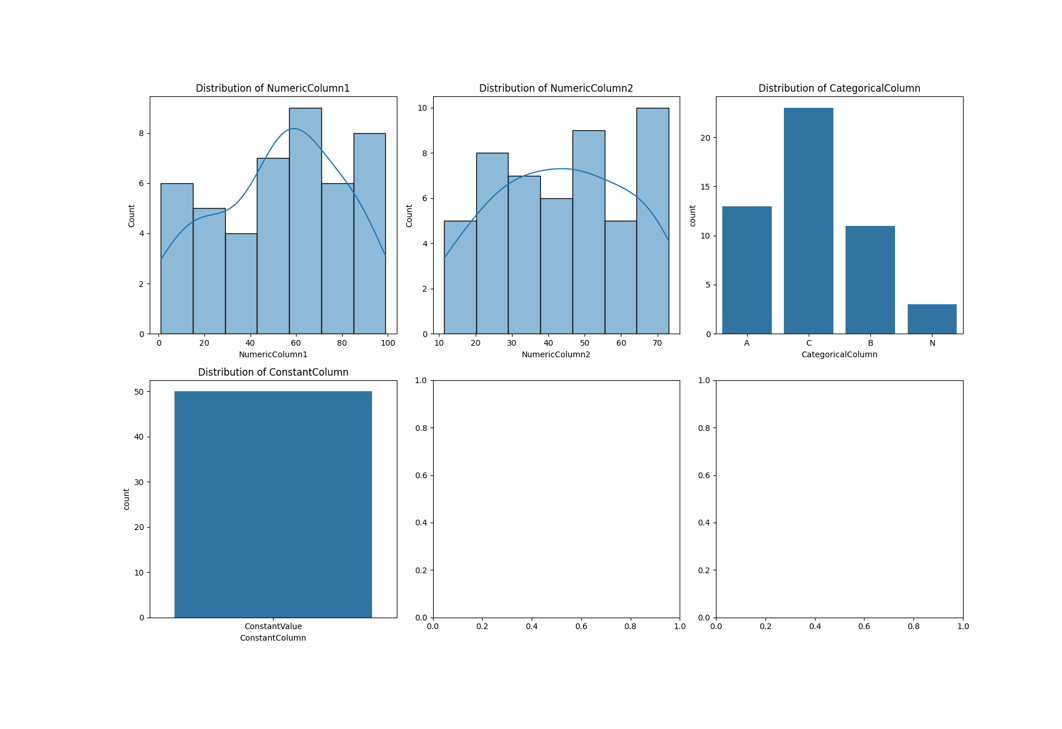 Distribution of NumericColumn1
Count
8
6
4
2
0
0 20 40 60 80 100
NumericColumn1
Distribution of NumericColumn2
Count
10
8
6
4
2
0
10 20 30 40 50 60 70
NumericColumn2
Distribution of CategoricalColumn
count
20
15
10
5
0
A C B N
CategoricalColumn
Distribution of ConstantColumn
count
50
40
30
20
10
0
ConstantValue
ConstantColumn
1.0
0.8
0.6
0.4
0.2
0.0
0.0 0.2 0.4 0.6 0.8 1.0
1.0
0.8
0.6
0.4
0.2
0.0
0.0 0.2 0.4 0.6 0.8 1.0